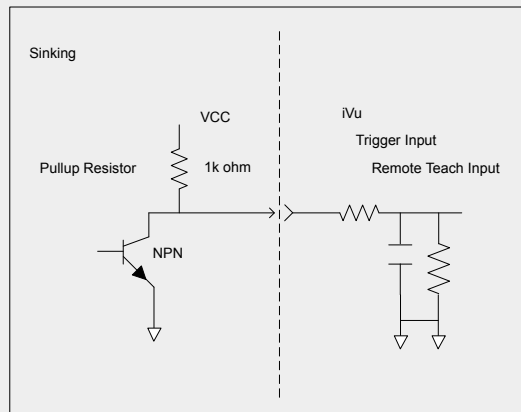 Sinking
VCC
iVu
Trigger Input
Pullup Resistor
1k ohm
Remote Teach Input
NPN